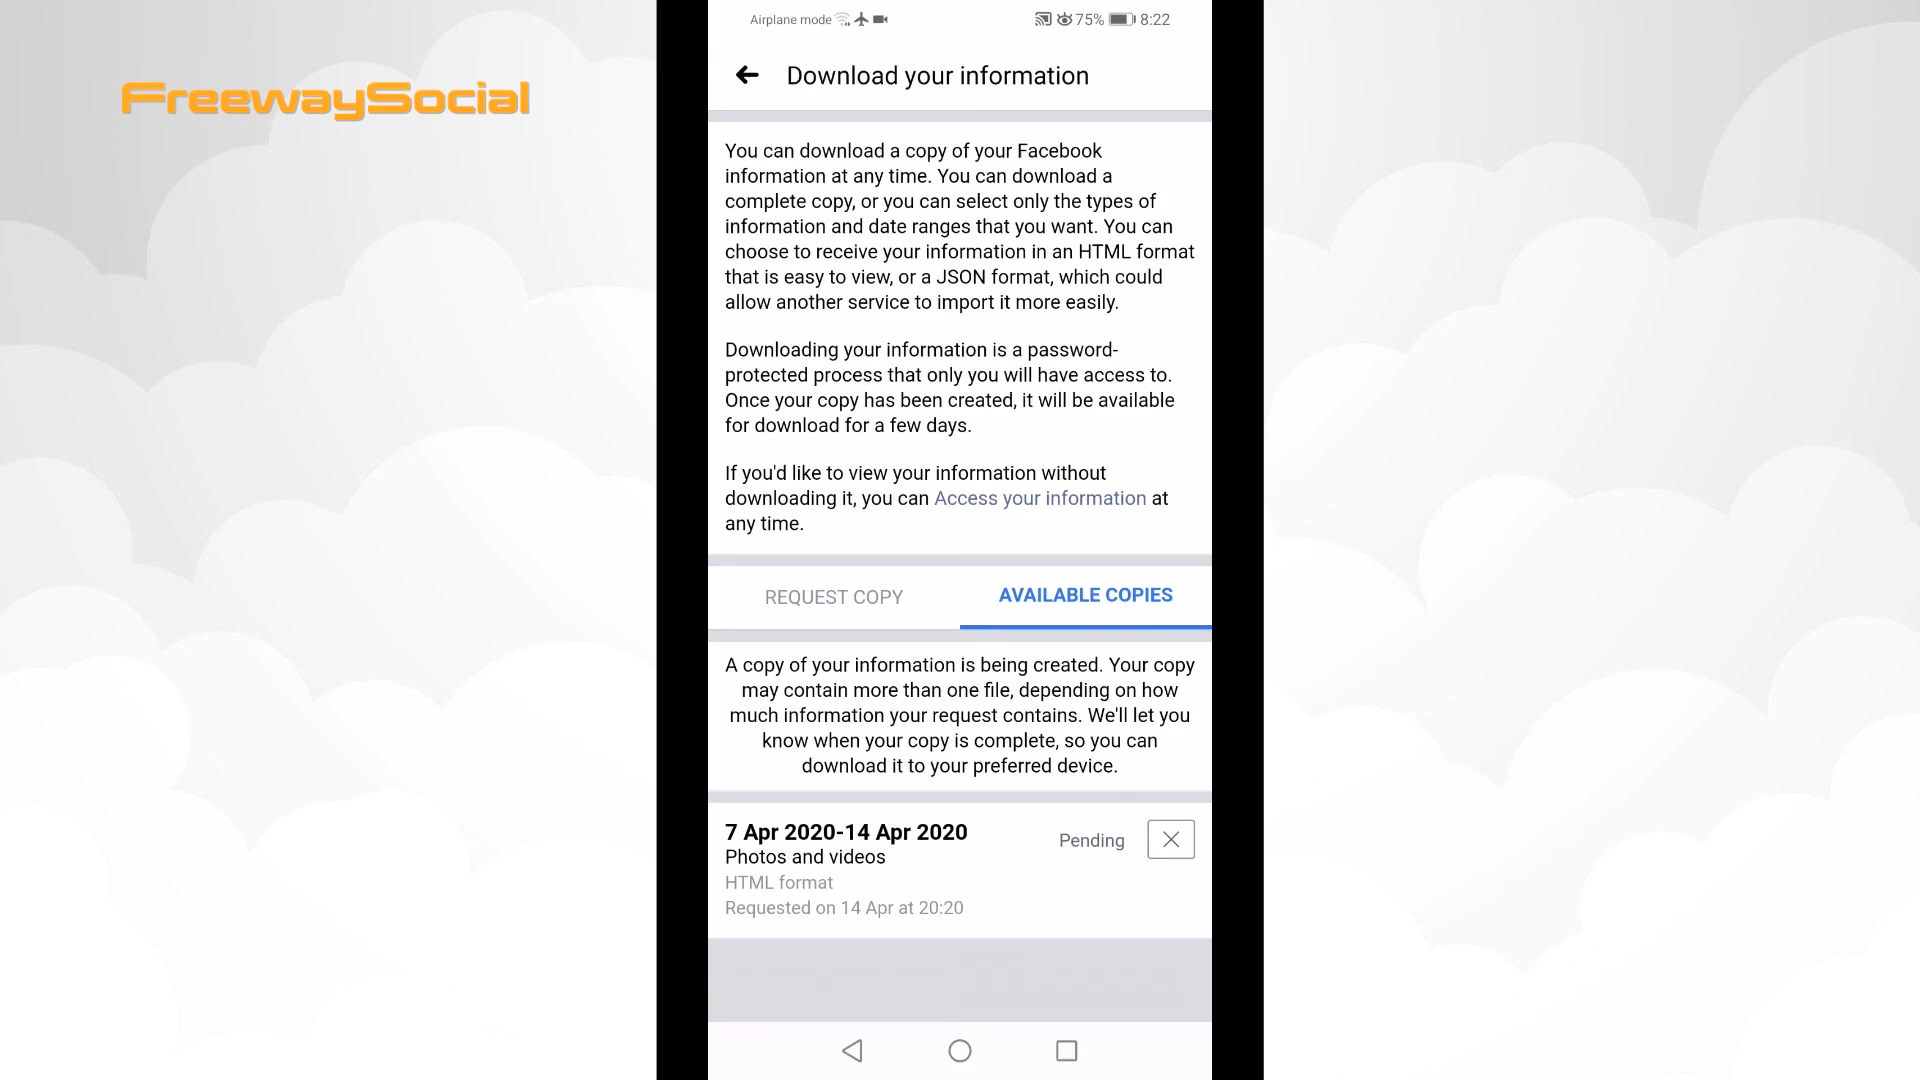 Airplane mode 75% 8:22
FreewaySocial
Download your information
You can download a copy of your Facebook
information at any time. You can download a
complete copy, or you can select only the types of
information and date ranges that you want. You can
choose to receive your information in an HTML format
that is easy to view, or a JSON format, which could
allow another service to import it more easily.
Downloading your information is a password-
protected process that only you will have access to.
Once your copy has been created, it will be available
for download for a few days.
If you'd like to view your information without
downloading it, you can Access your information at
any time.
REQUEST COPY AVAILABLE COPIES
A copy of your information is being created. Your copy
may contain more than one file, depending on how
much information your request contains. We'll let you
know when your copy is complete, so you can
download it to your preferred device.
7 Apr 2020-14 Apr 2020
Pending
Photos and videos
HTML format
Requested on 14 Apr at 20:20